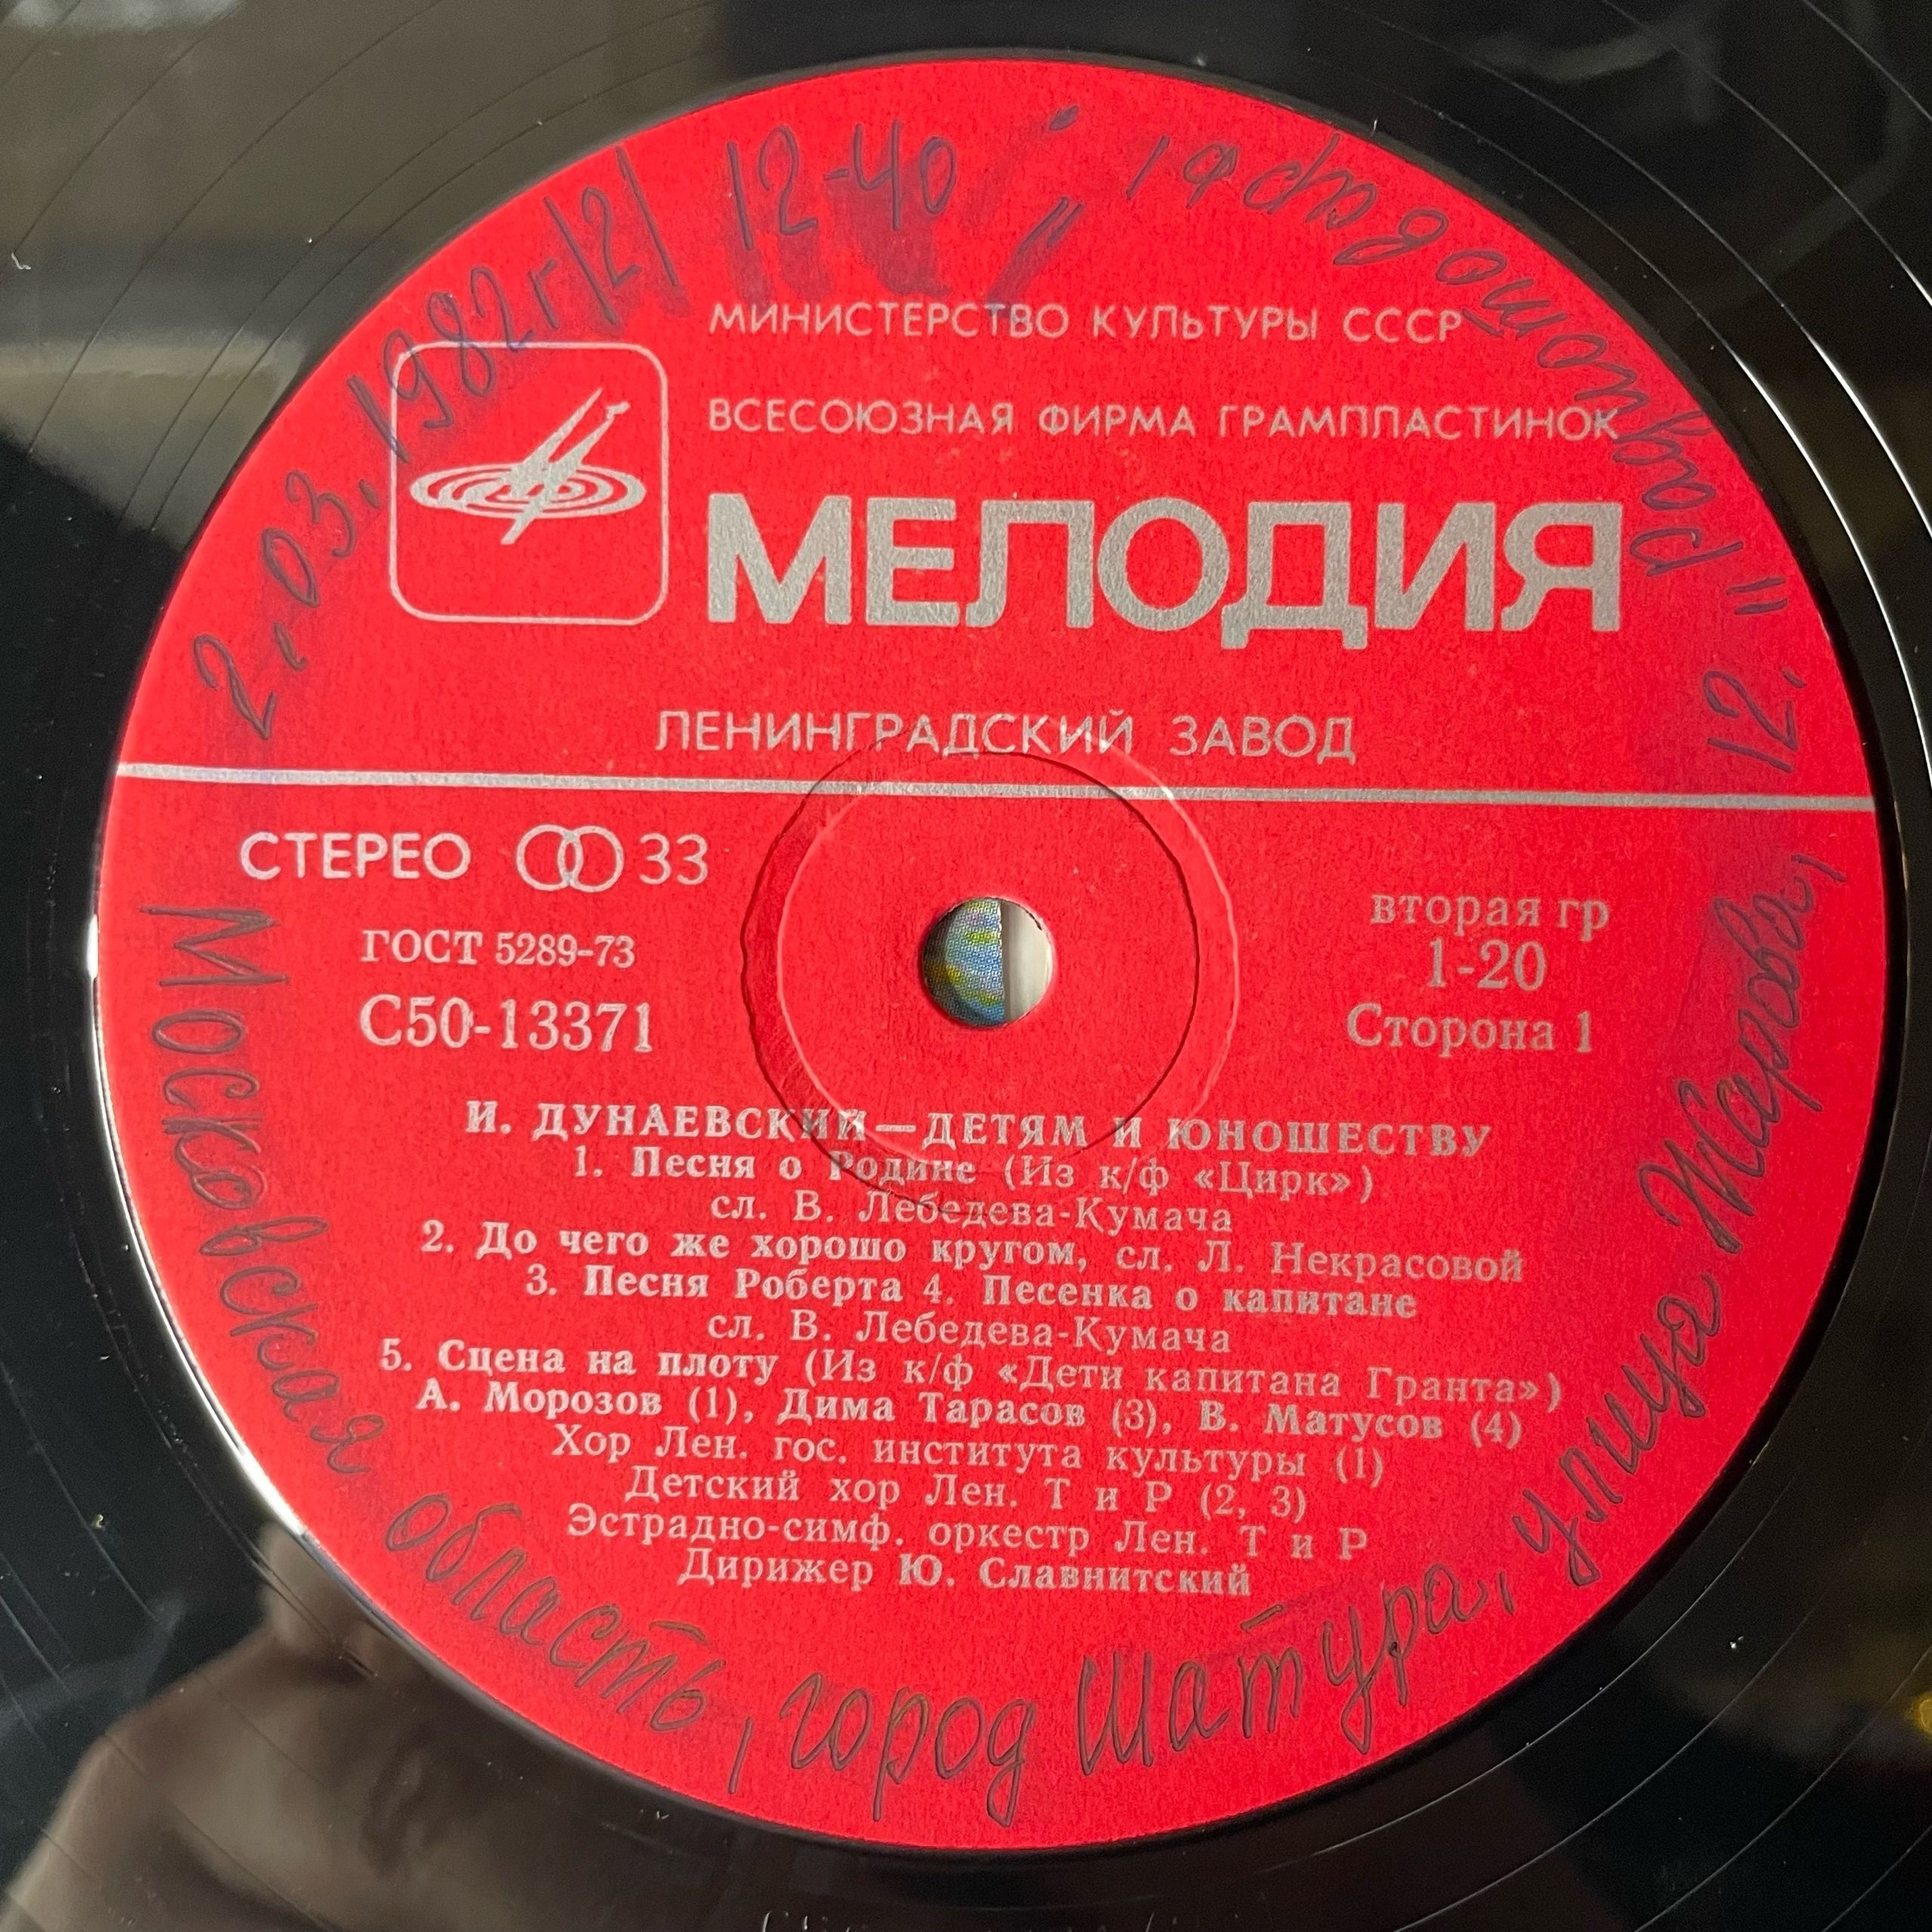 2.03.1982г/2/ 12-40
"радиотовары"
12.
МИНИСТЕРСТВО КУЛЬТУРЫ СССР
ВСЕСОЮЗНАЯ ФИРМА ГРАМПЛАСТИНОК
МЕЛОДИЯ
ЛЕНИНГРАДСКИЙ ЗАВОД
СТЕРЕО 33
ГОСТ 5289-73
С50-13371
вторая гр
1-20
Сторона 1
И. ДУНАЕВСКИЙ—ДЕТЯМ И ЮНОШЕСТВУ
1. Песня о Родине (Из к/ф «Цирк»)
сл. В. Лебедева-Кумача
2. До чего же хорошо кругом, сл. Л. Некрасовой
3. Песня Роберта 4. Песенка о капитане
сл. В. Лебедева-Кумача
5. Сцена на плоту (Из к/ф «Дети капитана Гранта»)
А. Морозов (1), Дима Тарасов (3), В. Матусов (4)
Хор Лен. гос. института культуры (1)
Детский хор Лен. Т и Р (2, 3)
Эстрадно-симф. оркестр Лен. Т и Р
Дирижер Ю. Славнитский
Московская область, город Шатура, улица Жарова,